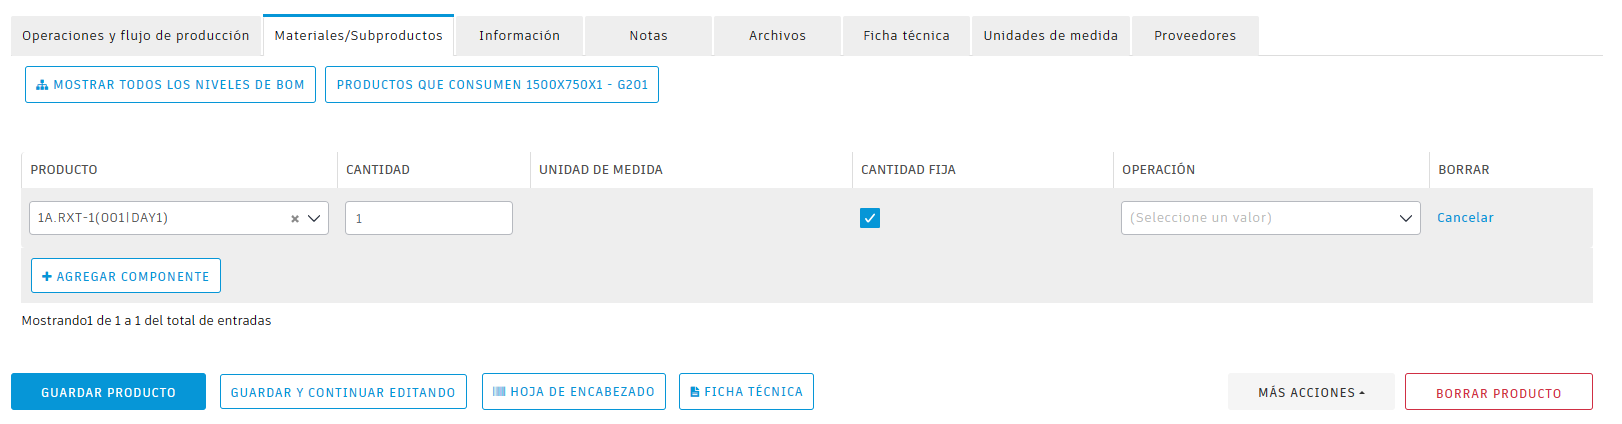 Operaciones y flujo de producción Materiales/Subproductos Información Notas Archivos Ficha técnica Unidades de medida Proveedores
MOSTRAR TODOS LOS NIVELES DE BOM PRODUCTOS QUE CONSUMEN 1500X750X1 - G201
PRODUCTO CANTIDAD UNIDAD DE MEDIDA CANTIDAD FIJA OPERACIÓN BORRAR
1A.RXT-1(001|DAY1) 1 (Seleccione un valor) Cancelar
AGREGAR COMPONENTE
Mostrando1 de 1 a 1 del total de entradas
GUARDAR PRODUCTO GUARDAR Y CONTINUAR EDITANDO HOJA DE ENCABEZADO FICHA TÉCNICA MÁS ACCIONES BORRAR PRODUCTO